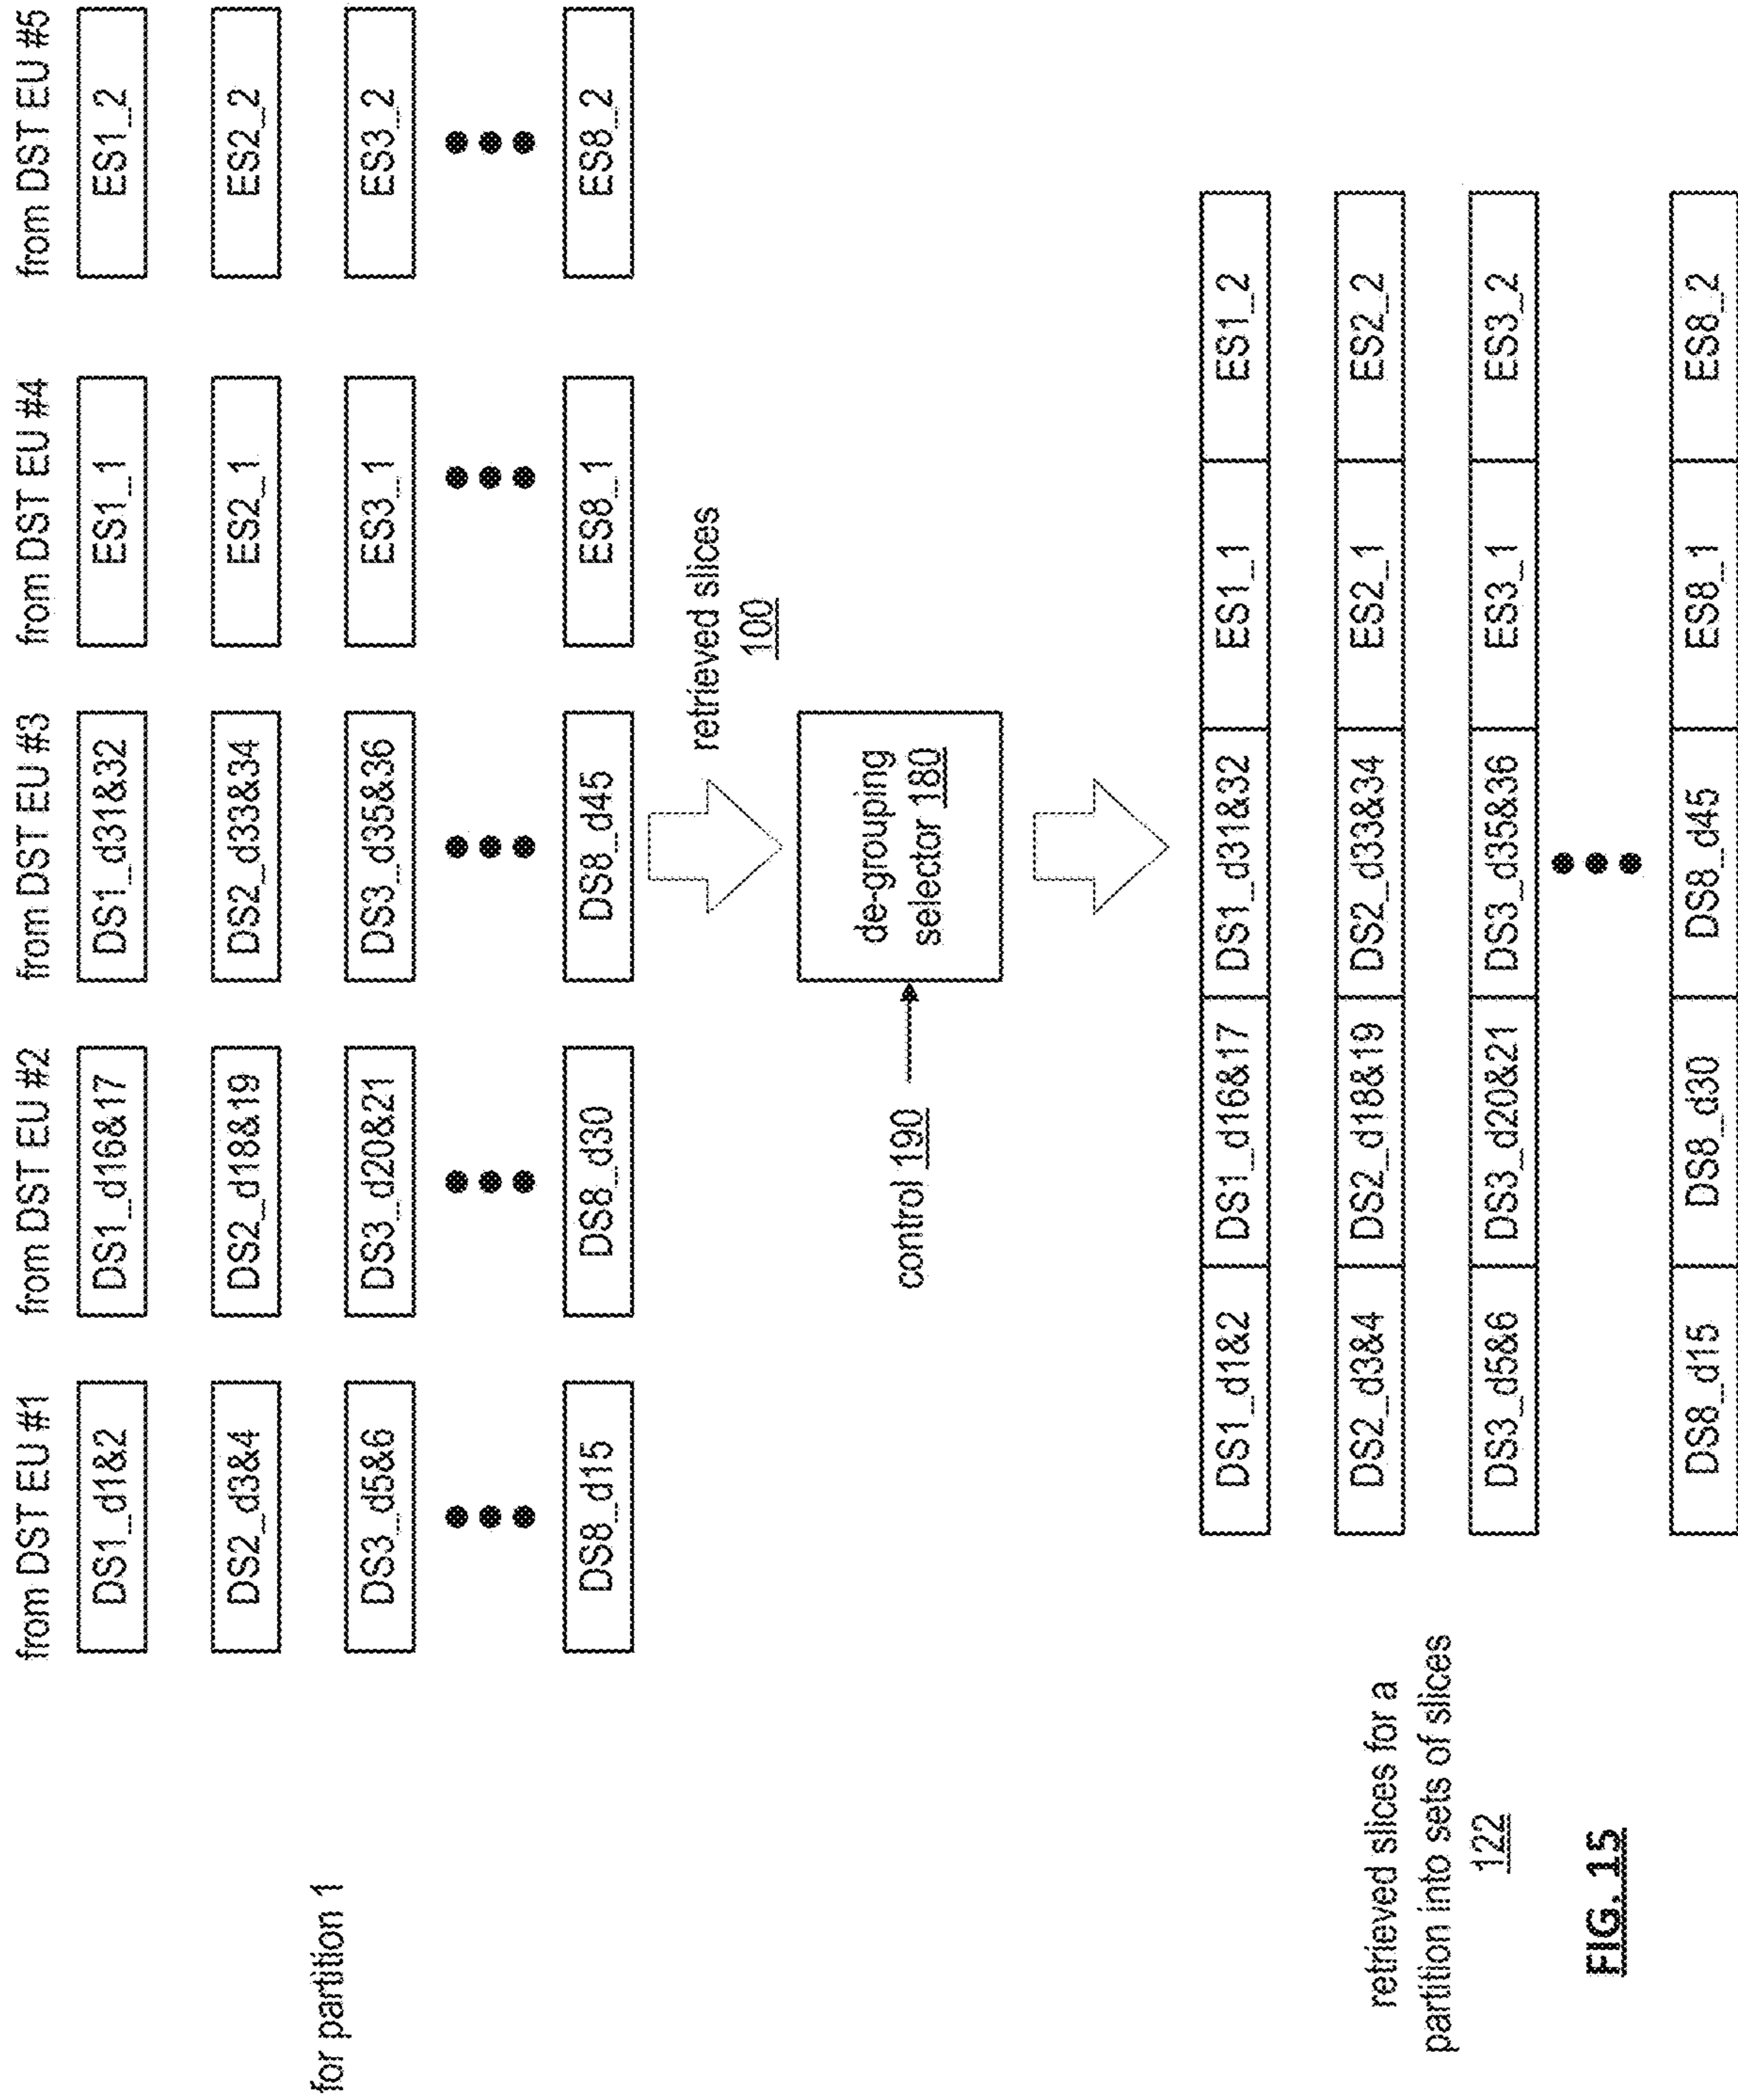 from DST EU #1 from DST EU #2 from DST EU #3 from DST EU #4 from DST EU #5
DS1_d1&2 DS1_d16&17 DS1_d31&32 ES1_1 ES1_2
DS2_d3&4 DS2_d18&19 DS2_d33&34 ES2_1 ES2_2
for partition 1
DS3_d5&6 DS3_d20&21 DS3_d35&36 ES3_1 ES3_2
DS8_d15 DS8_d30 DS8_d45 ES8_1 ES8_2
retrieved slices
100
control 190
de-grouping
selector 180
DS1_d1&2 DS1_d16&17 DS1_d31&32 ES1_1 ES1_2
DS2_d3&4 DS2_d18&19 DS2_d33&34 ES2_1 ES2_2
DS3_d5&6 DS3_d20&21 DS3_d35&36 ES3_1 ES3_2
DS8_d15 DS8_d30 DS8_d45 ES8_1 ES8_2
retrieved slices for a
partition into sets of slices
122
FIG. 15